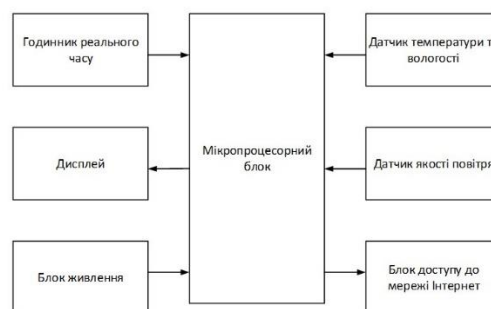 Годинник реального
часу
Дисплей
Блок живлення
Мікропроцесорний
блок
Датчик температури т
вологості
Датчик якості повітря
Блок доступу до
мережі Інтернет